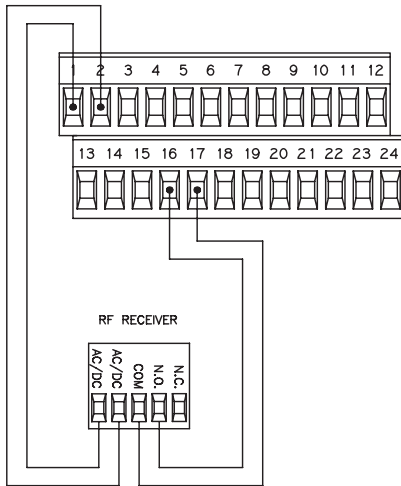 1 2 3 4 5 6 7 8 9 10 11 12
13 14 15 16 17 18 19 20 21 22 23 24
RF RECEIVER
AC/DC
AC/DC
COM
N.O.
N.C.